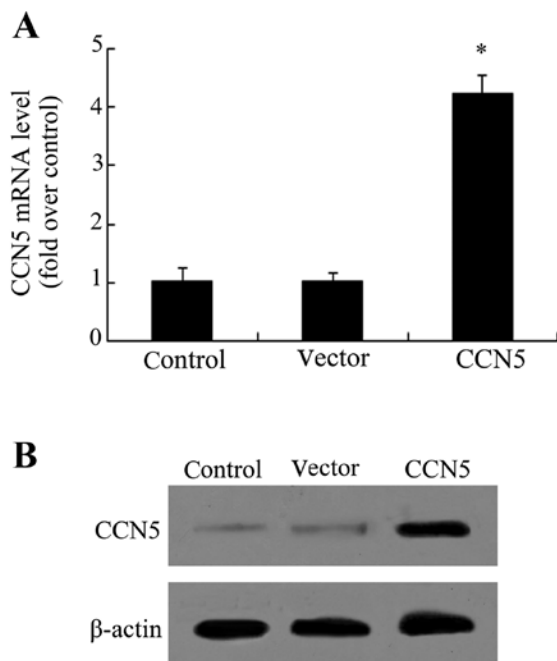 A
CCN5 mRNA level
(fold over control)
5
4
3
2
1
0
*
Control Vector CCN5
B
Control Vector CCN5
CCN5
β-actin